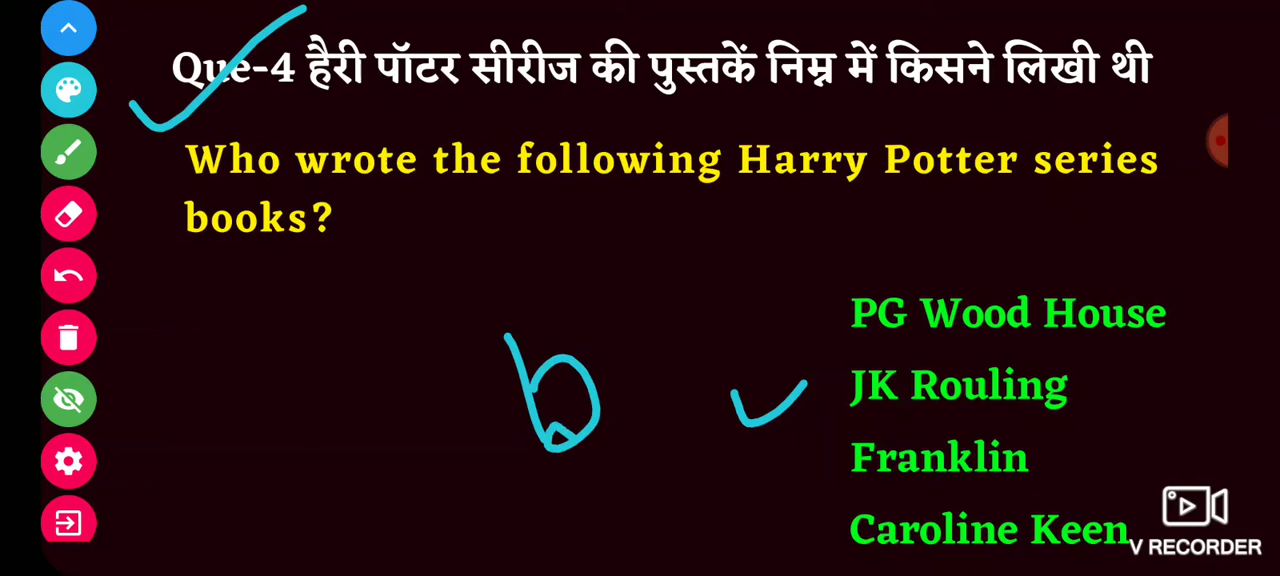 Que-4 हैरी पॉटर सीरीज की पुस्तकें निम्न में किसने लिखी थी
Who wrote the following Harry Potter series
books?
PG Wood House
b
JK Rouling
Franklin
Caroline Keen
V RECORDER